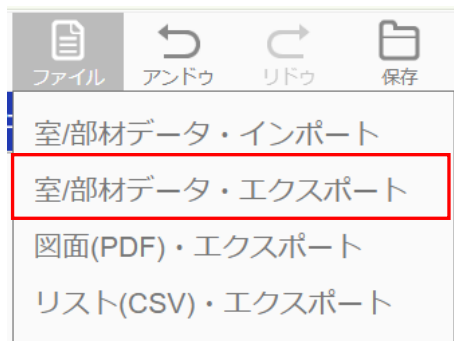 ファイル アンドゥ リドゥ 保存
室/部材データ・インポート
室/部材データ・エクスポート
図面(PDF)・エクスポート
リスト(CSV)・エクスポート